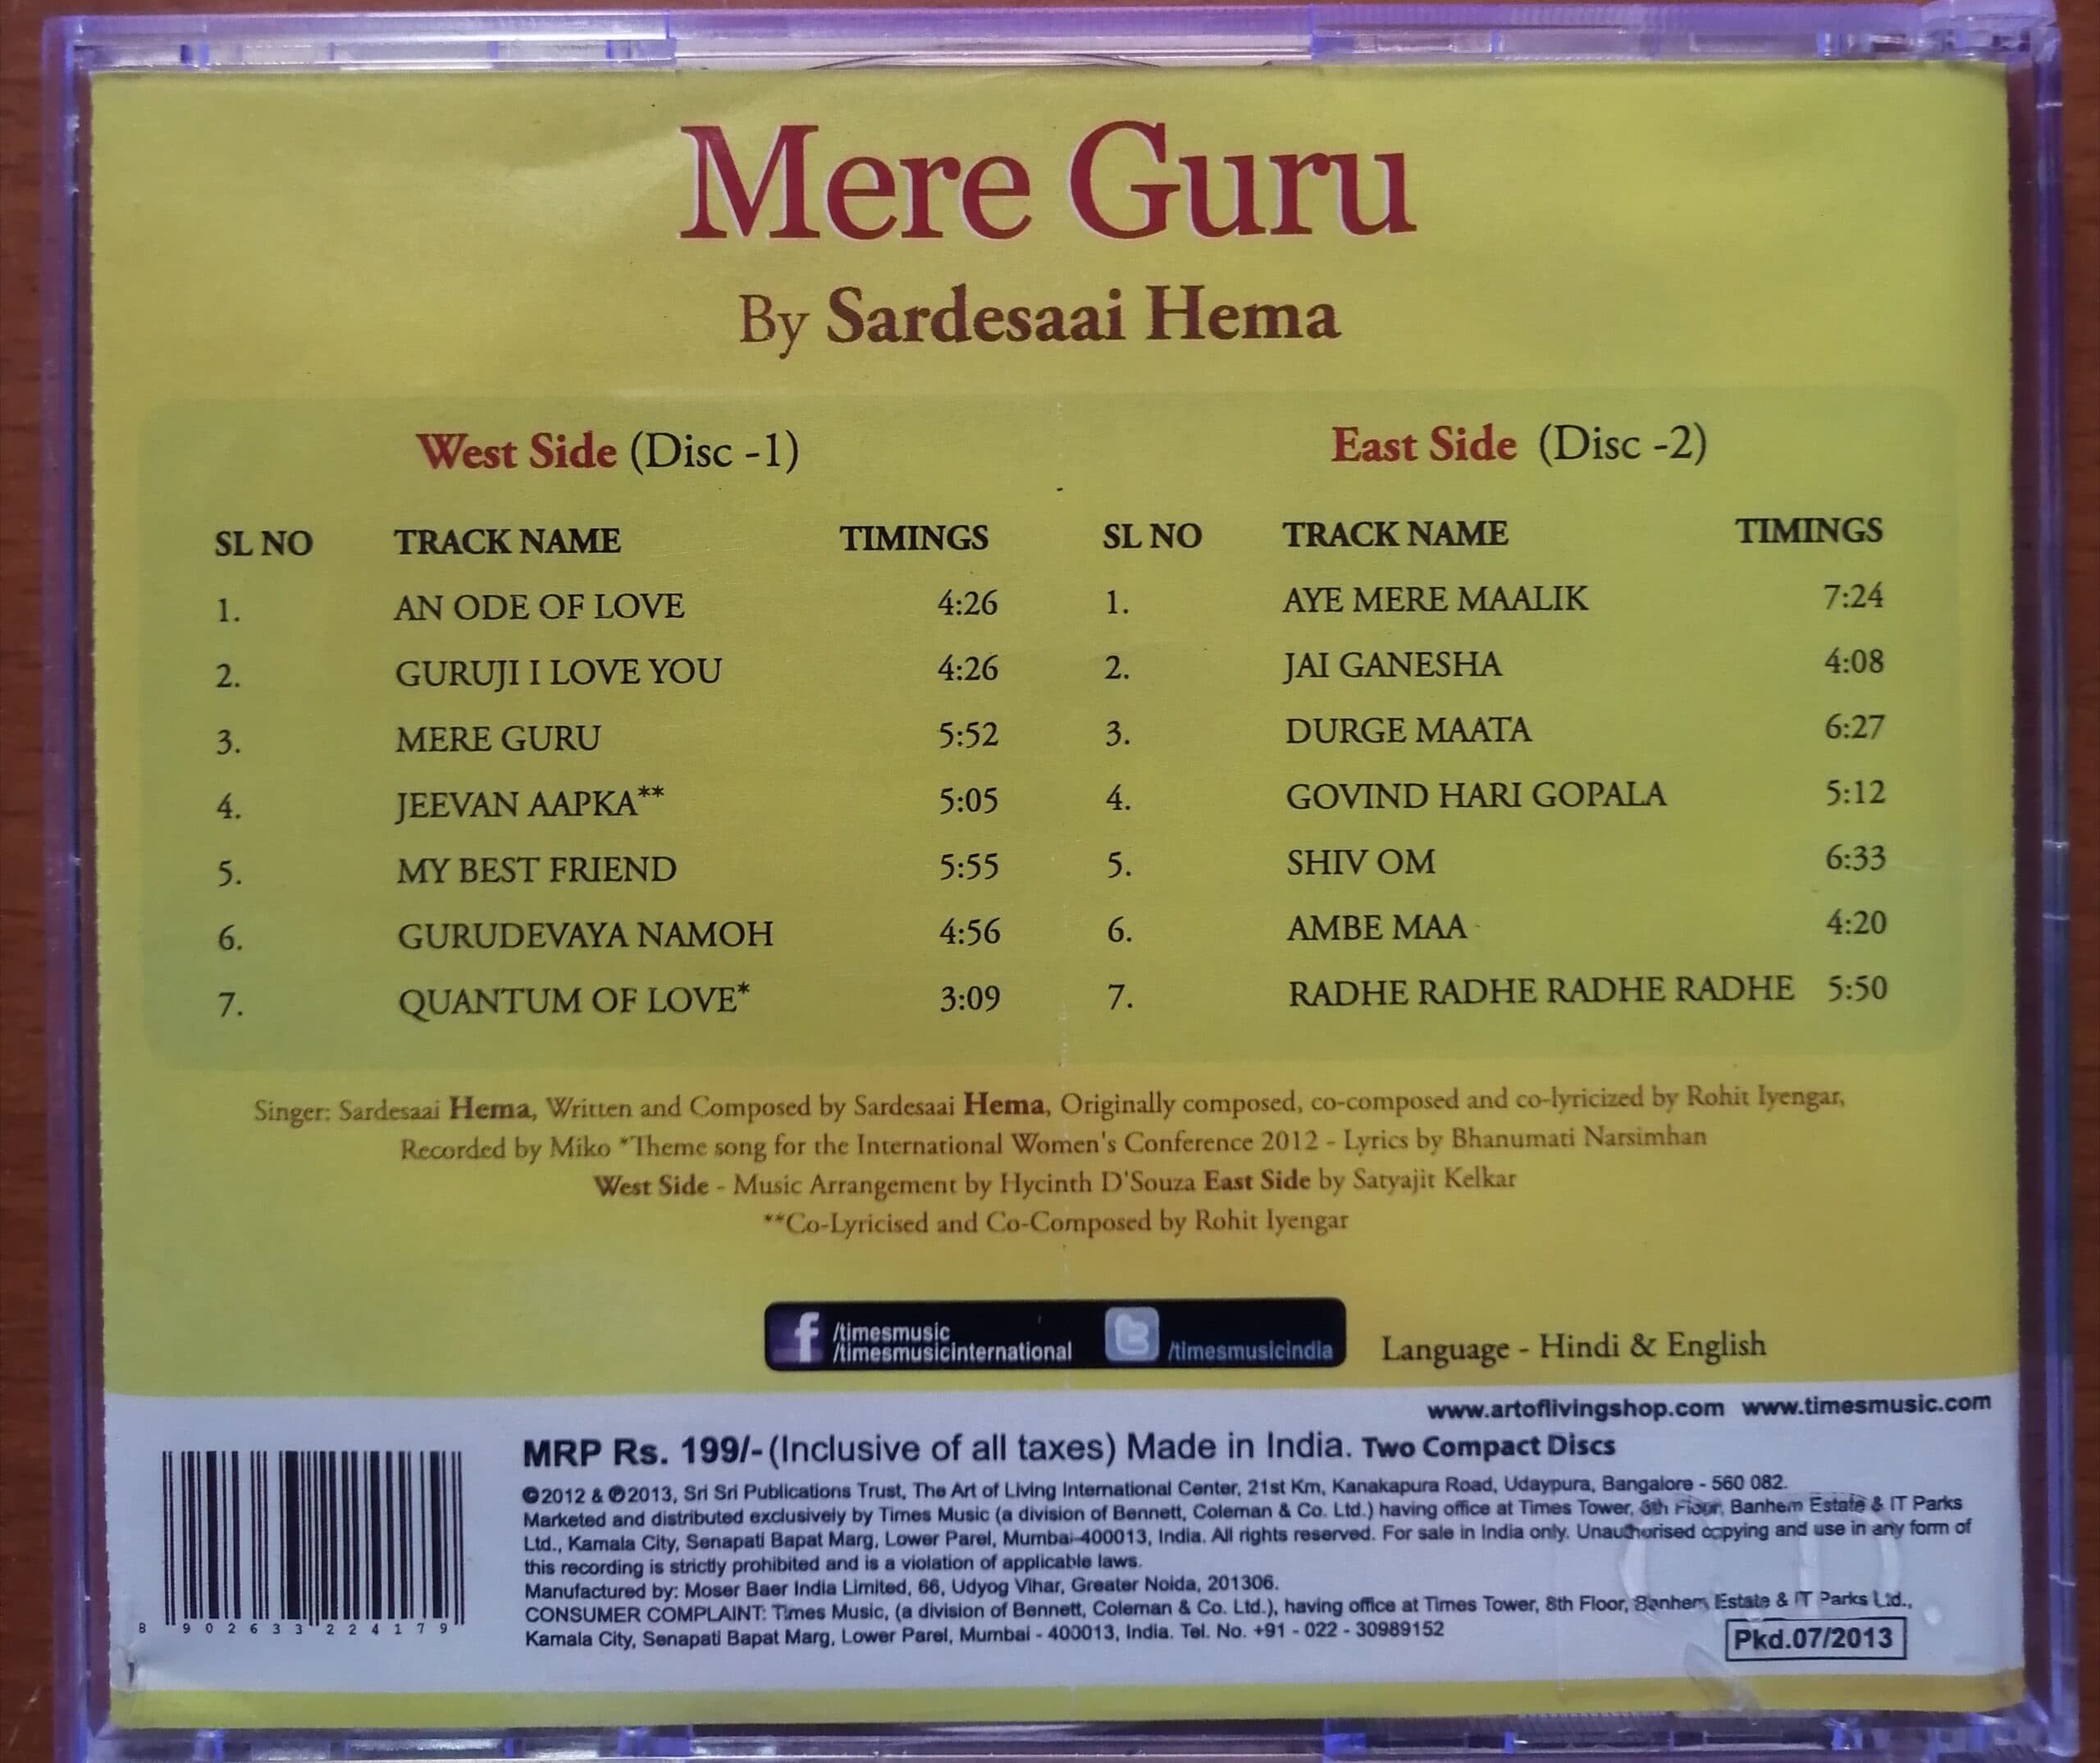 Mere Guru
By Sardesaai Hema
West Side (Disc -1)
SL NO TRACK NAME TIMINGS
1. AN ODE OF LOVE 4:26
2. GURUJI I LOVE YOU 4:26
3. MERE GURU 5:52
4. JEEVAN AAPKA** 5:05
5. MY BEST FRIEND 5:55
6. GURUDEVAYA NAMOH 4:56
7. QUANTUM OF LOVE* 3:09
East Side (Disc -2)
SL NO TRACK NAME TIMINGS
1. AYE MERE MAALIK 7:24
2. JAI GANESHA 4:08
3. DURGE MAATA 6:27
4. GOVIND HARI GOPALA 5:12
5. SHIV OM 6:33
6. AMBE MAA 4:20
7. RADHE RADHE RADHE RADHE 5:50
Singer: Sardesaai Hema, Written and Composed by Sardesaai Hema, Originally composed, co-composed and co-lyricized by Rohit Iyengar,
Recorded by Miko *Theme song for the International Women's Conference 2012 - Lyrics by Bhanumati Narsimhan
West Side - Music Arrangement by Hycinth D'Souza East Side by Satyajit Kelkar
**Co-Lyricised and Co-Composed by Rohit Iyengar
f /timesmusic
/timesmusicinternational
t /timesmusicindia
Language - Hindi & English
www.artoflivingshop.com www.timesmusic.com
MRP Rs. 199/- (Inclusive of all taxes) Made in India. Two Compact Discs
©2012 & ℗2013, Sri Sri Publications Trust, The Art of Living International Center, 21st Km, Kanakapura Road, Udaypura, Bangalore - 560 082.
Marketed and distributed exclusively by Times Music (a division of Bennett, Coleman & Co. Ltd.) having office at Times Tower, 8th Floor, Banhem Estate & IT Parks
Ltd., Kamala City, Senapati Bapat Marg, Lower Parel, Mumbai-400013, India. All rights reserved. For sale in India only. Unauthorised copying and use in any form of
this recording is strictly prohibited and is a violation of applicable laws.
Manufactured by: Moser Baer India Limited, 66, Udyog Vihar, Greater Noida, 201306.
CONSUMER COMPLAINT: Times Music, (a division of Bennett, Coleman & Co. Ltd.), having office at Times Tower, 8th Floor, Banhem Estate & IT Parks Ltd.,
Kamala City, Senapati Bapat Marg, Lower Parel, Mumbai - 400013, India. Tel. No. +91 - 022 - 30989152
Pkd.07/2013
8 902633 224179